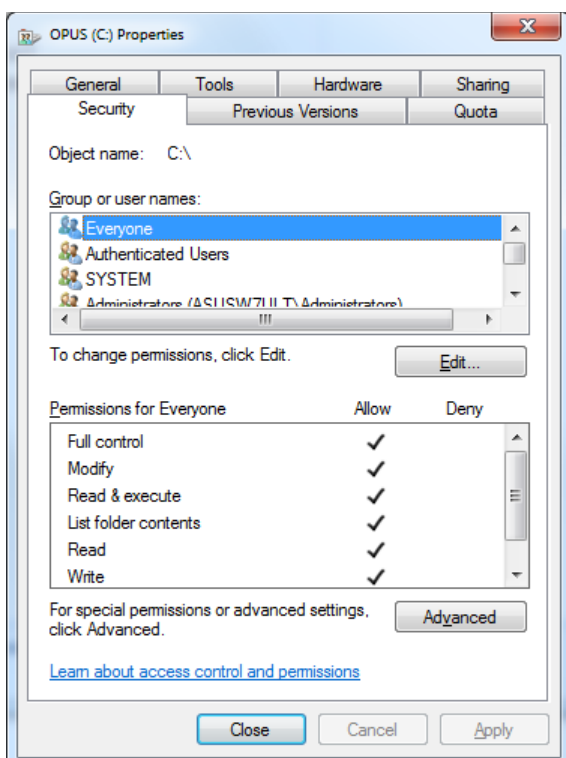 OPUS (C:) Properties
General Tools Hardware Sharing
Security Previous Versions Quota
Object name: C:\
Group or user names:
Everyone
Authenticated Users
SYSTEM
Administrators (ASUSW7ULT\Administrators)
To change permissions, click Edit.
Edit...
Permissions for Everyone Allow Deny
Full control
Modify
Read & execute
List folder contents
Read
Write
For special permissions or advanced settings,
click Advanced.
Advanced
Learn about access control and permissions
Close Cancel Apply